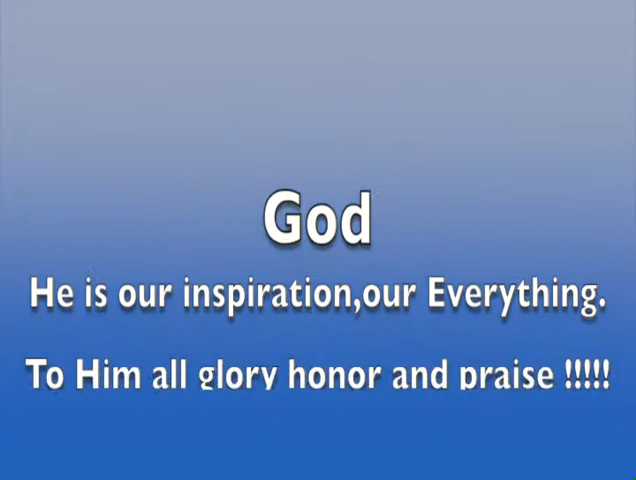 God
He is our inspiration,our Everything.
To Him all glory honor and praise !!!!!